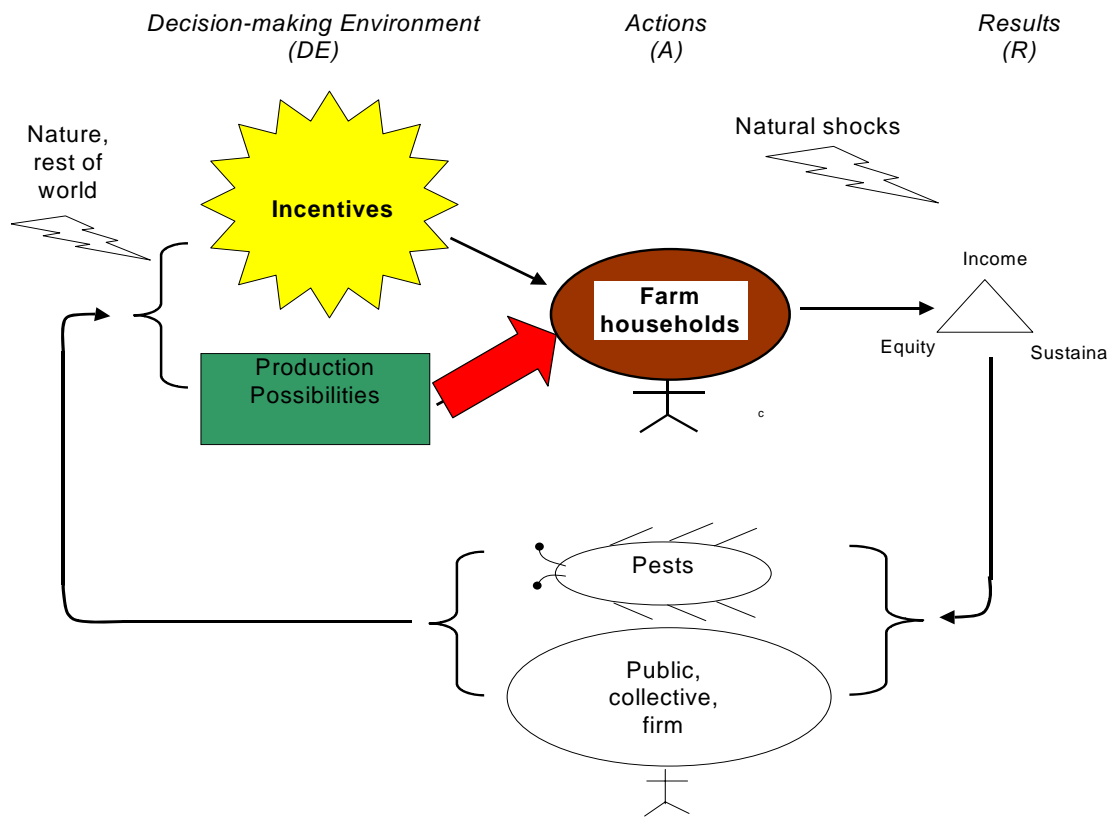 Decision-making Environment
(DE)
Actions
(A)
Results
(R)
Nature,
rest of
world
Incentives
Natural shocks
Production
Possibilities
Farm
households
Income
Equity
Sustaina
c
Pests
Public,
collective,
firm